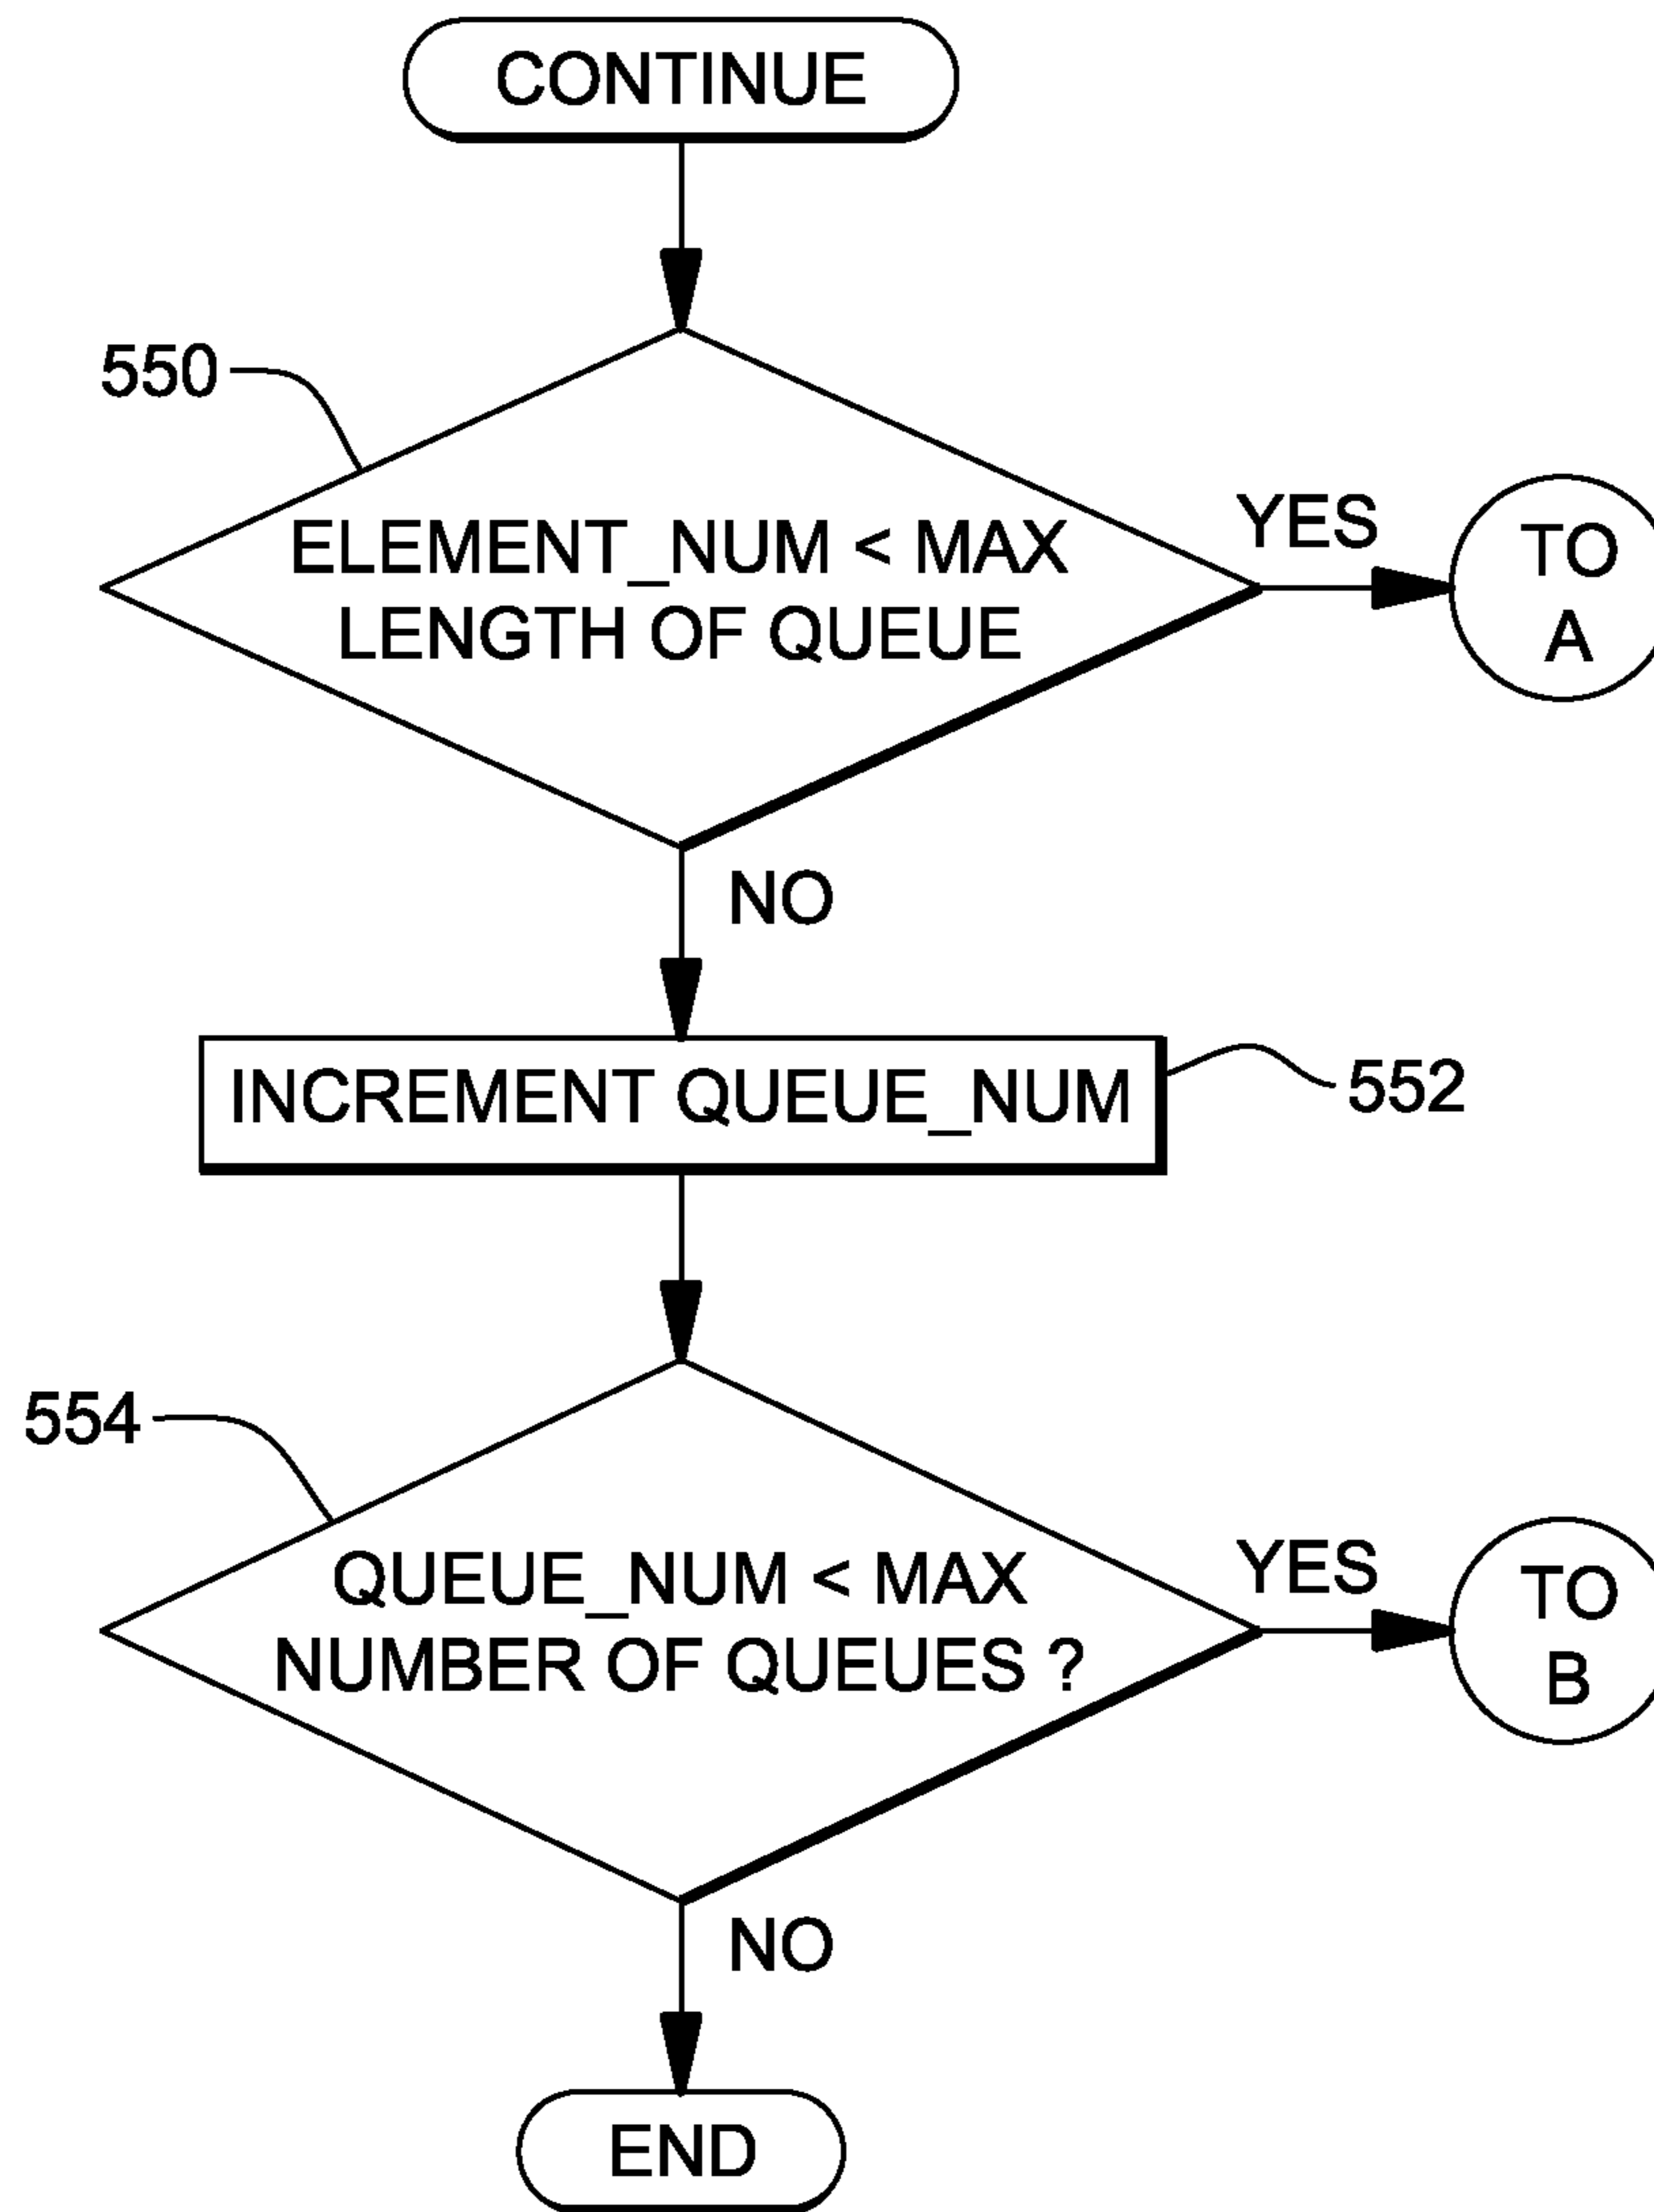 CONTINUE
550
ELEMENT_NUM < MAX
LENGTH OF QUEUE
YES
TO
A
NO
INCREMENT QUEUE_NUM
552
554
QUEUE_NUM < MAX
NUMBER OF QUEUES ?
YES
TO
B
NO
END